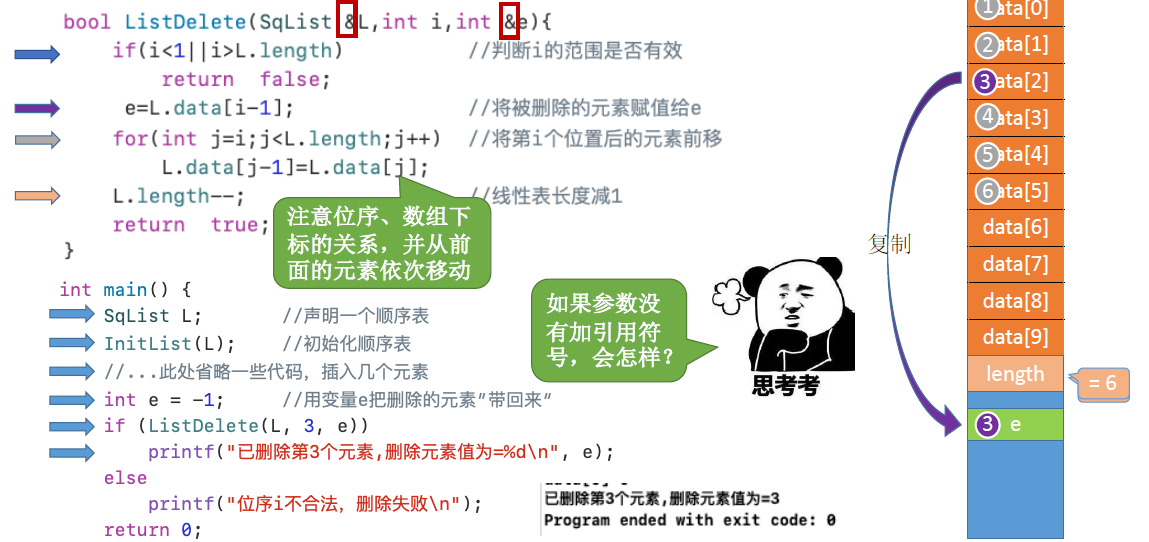 bool ListDelete(SqList &L,int i,int &e){
if(i<1||i>L.length) //判断i的范围是否有效
return false;
e=L.data[i-1]; //将被删除的元素赋值给e
for(int j=i;j<L.length;j++) //将第i个位置后的元素前移
L.data[j-1]=L.data[j];
L.length--; //线性表长度减1
return true;
}
注意位序、数组下
标的关系，并从前
面的元素依次移动
int main() {
SqList L; //声明一个顺序表
InitList(L); //初始化顺序表
//...此处省略一些代码，插入几个元素
int e = -1; //用变量e把删除的元素"带回来"
if (ListDelete(L, 3, e))
printf("已删除第3个元素,删除元素值为=%d\n", e);
else
printf("位序i不合法，删除失败\n");
return 0;
如果参数没
有加引用符
号，会怎样？
思考考
已删除第3个元素,删除元素值为=3
Program ended with exit code: 0
复制
1 ata[0]
2 ata[1]
3 ata[2]
4 ata[3]
5 ata[4]
6 ata[5]
data[6]
data[7]
data[8]
data[9]
length
= 6
3 e